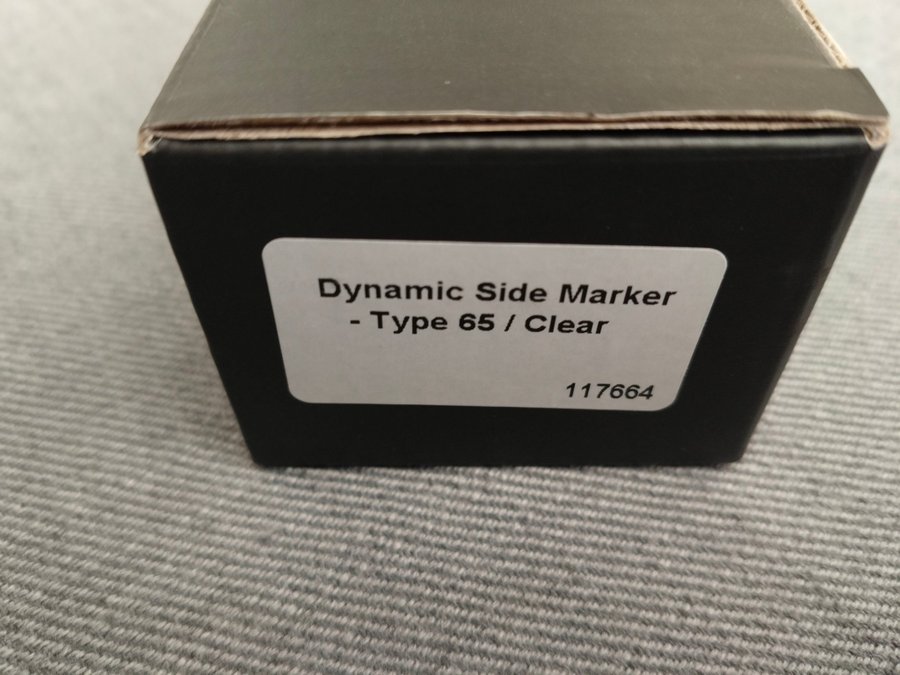 Dynamic Side Marker
- Type 65 / Clear
117664